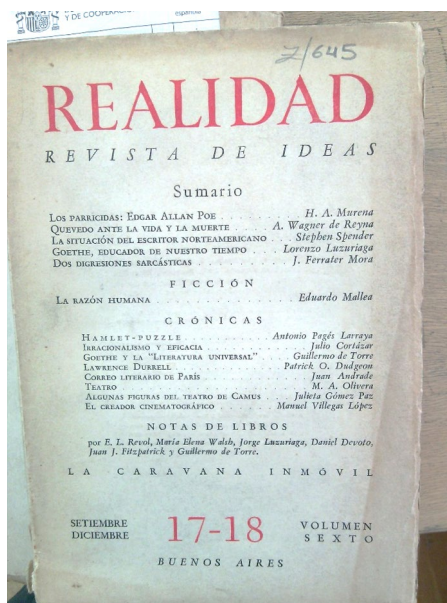 Y DE COOPERACIÓN
español
Z/645
REALIDAD
REVISTA DE IDEAS
Sumario
LOS PARRICIDAS: EDGAR ALLAN POE . . . . . . . . H. A. Murena
QUEVEDO ANTE LA VIDA Y LA MUERTE . . . . A. Wagner de Reyna
LA SITUACIÓN DEL ESCRITOR NORTEAMERICANO . . . Stephen Spender
GOETHE, EDUCADOR DE NUESTRO TIEMPO . . . . Lorenzo Luzuriaga
DOS DIGRESIONES SARCÁSTICAS . . . . . . . . J. Ferrater Mora
FICCIÓN
LA RAZÓN HUMANA . . . . . . . . . . . . Eduardo Mallea
CRÓNICAS
HAMLET-PUZZLE . . . . . . . . . Antonio Pagés Larraya
IRRACIONALISMO Y EFICACIA . . . . . . . . Julio Cortázar
GOETHE Y LA "LITERATURA UNIVERSAL" . . . Guillermo de Torre
LAWRENCE DURRELL . . . . . . . . . . Patrick O. Dudgeon
CORREO LITERARIO DE PARÍS . . . . . . . . Juan Andrade
TEATRO . . . . . . . . . . . . . . M. A. Olivera
ALGUNAS FIGURAS DEL TEATRO DE CAMUS . . . Julieta Gómez Paz
EL CREADOR CINEMATOGRÁFICO . . . . . Manuel Villegas López
NOTAS DE LIBROS
por E. L. Revol, María Elena Walsh, Jorge Luzuriaga, Daniel Devoto,
Juan J. Fitzpatrick y Guillermo de Torre.
LA CARAVANA INMÓVIL
SETIEMBRE
DICIEMBRE
17-18
VOLUMEN
SEXTO
BUENOS AIRES